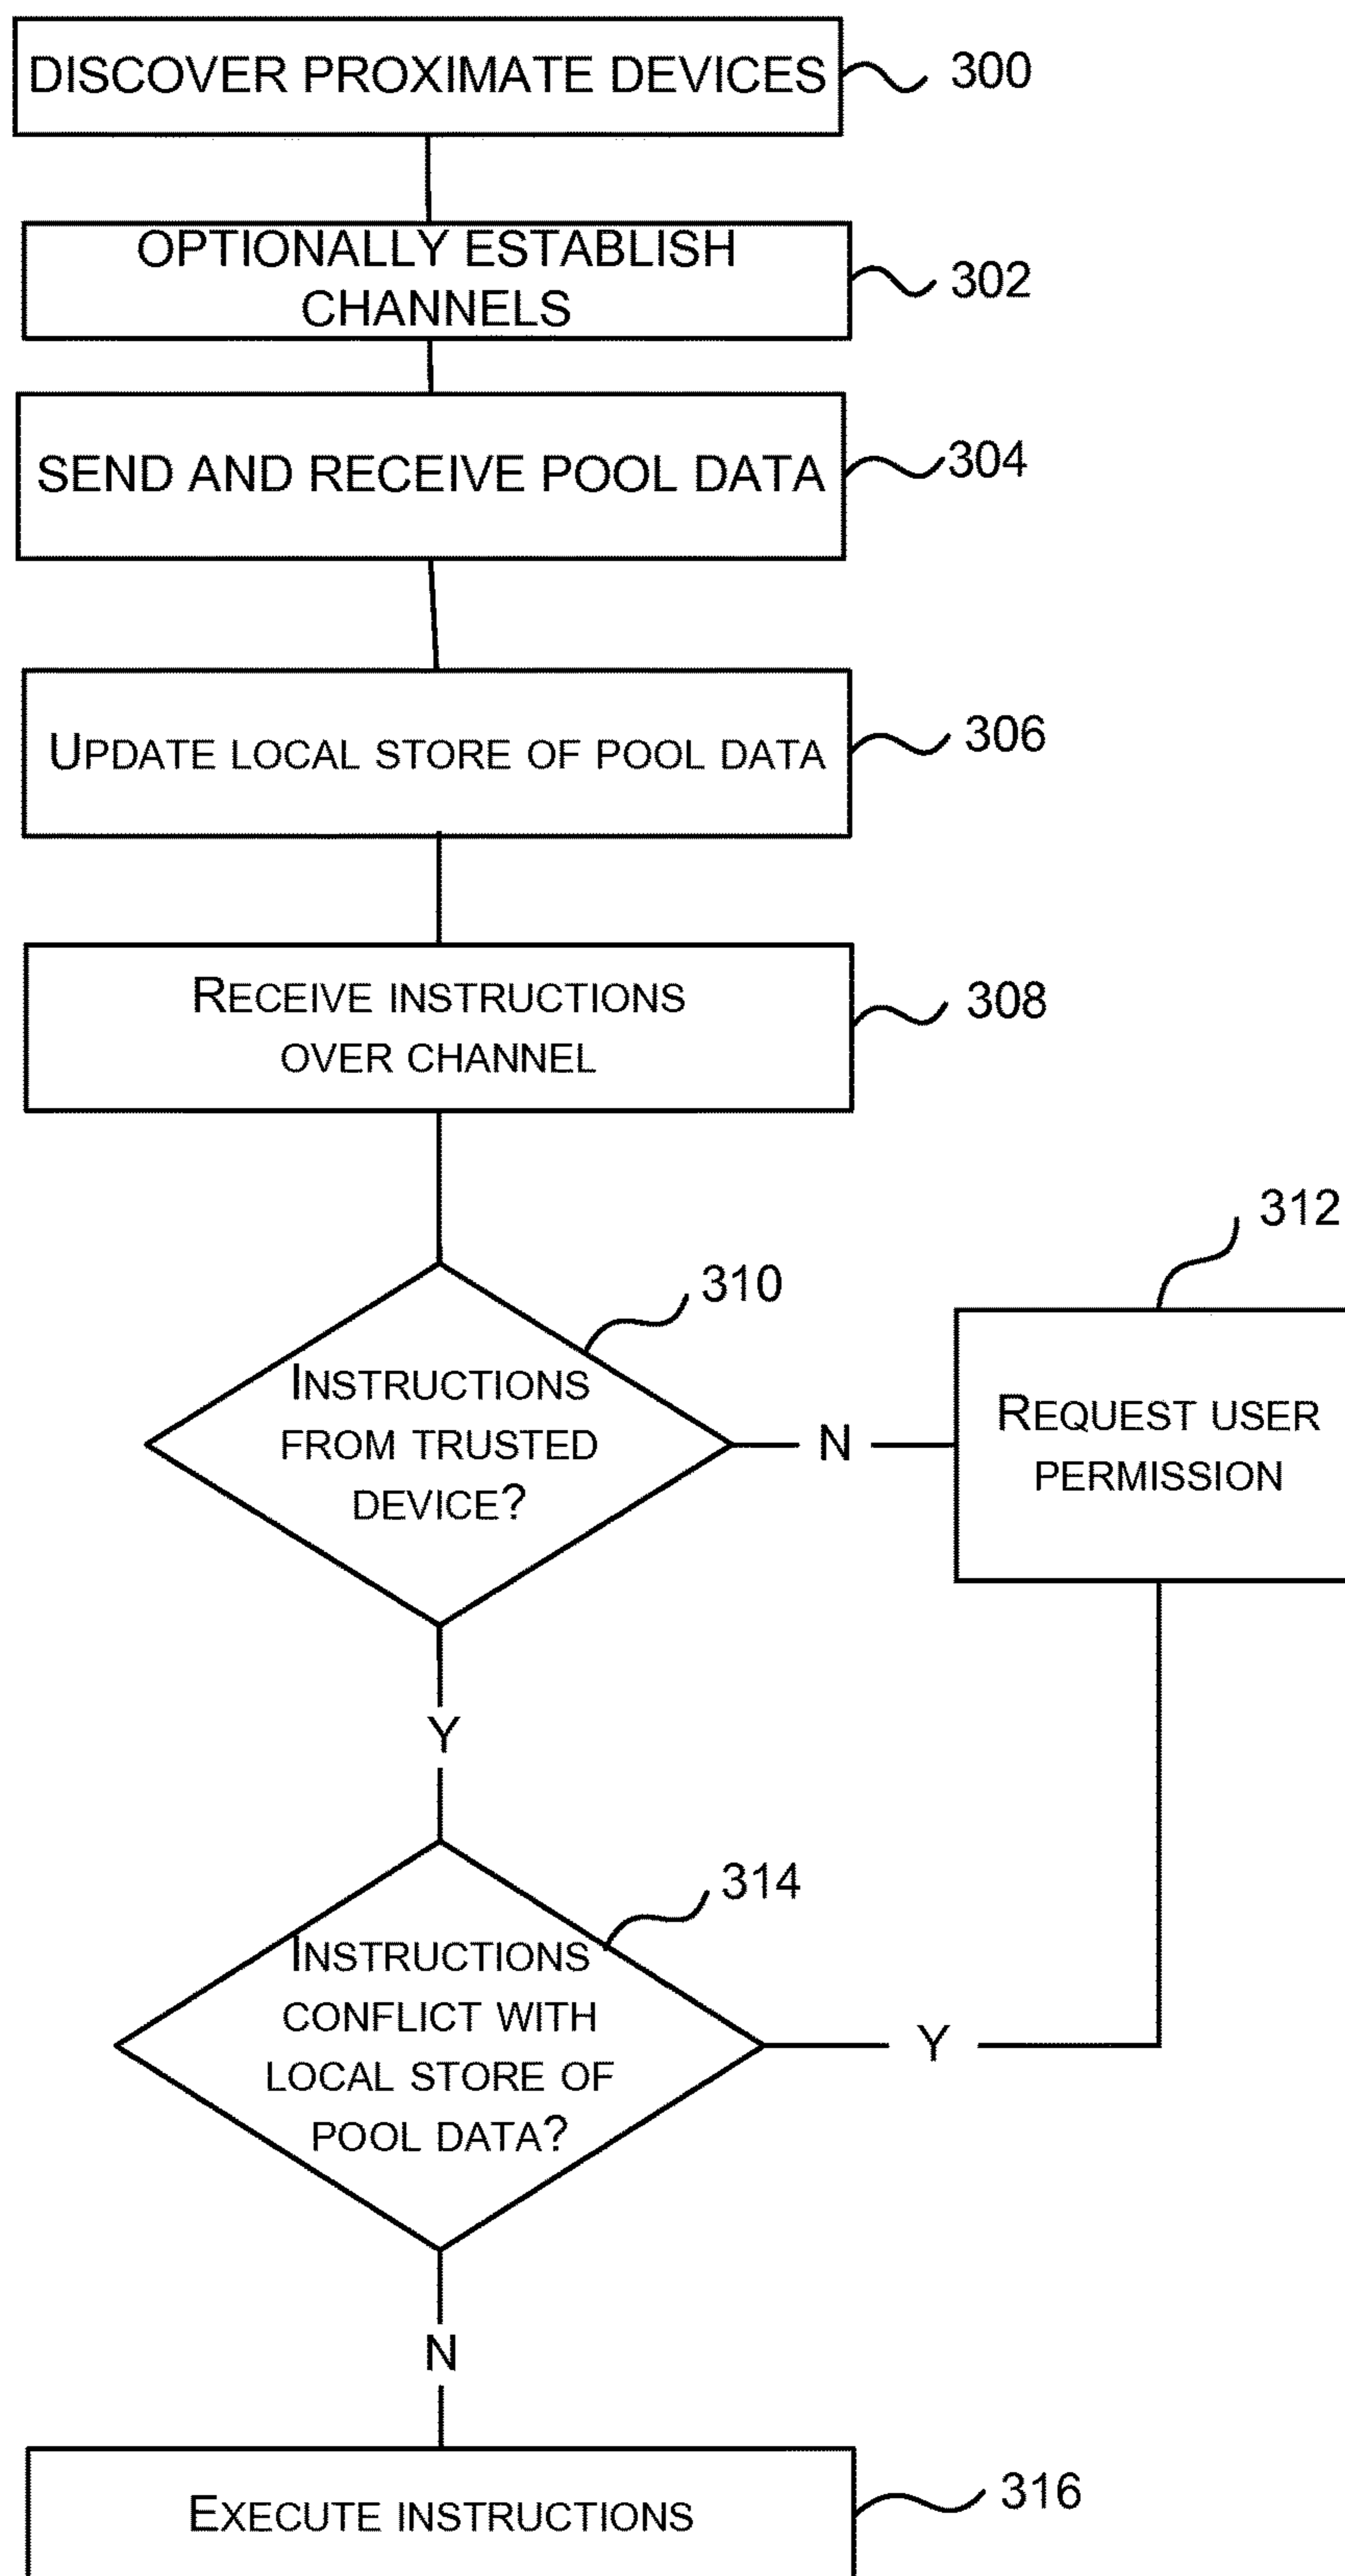 DISCOVER PROXIMATE DEVICES
300
OPTIONALLY ESTABLISH
CHANNELS
302
SEND AND RECEIVE POOL DATA
304
UPDATE LOCAL STORE OF POOL DATA
306
RECEIVE INSTRUCTIONS
OVER CHANNEL
308
310
INSTRUCTIONS
FROM TRUSTED
DEVICE?
N
312
REQUEST USER
PERMISSION
Y
314
INSTRUCTIONS
CONFLICT WITH
LOCAL STORE OF
POOL DATA?
Y
N
EXECUTE INSTRUCTIONS
316